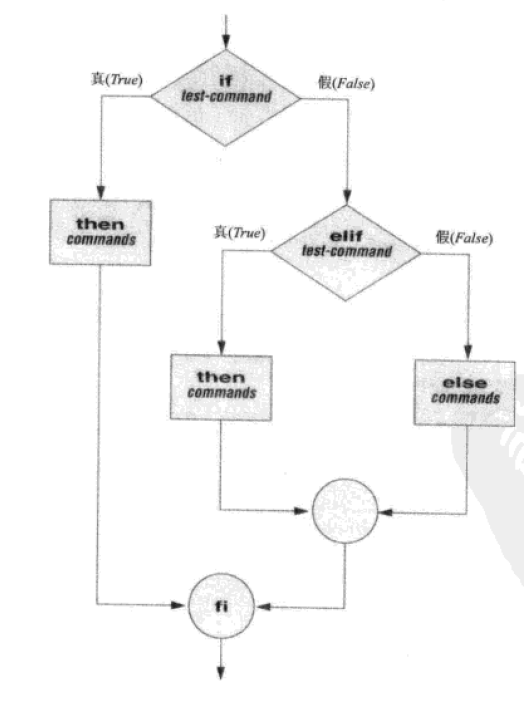 if
test-command
真(True)
假(False)
then
commands
elif
test-command
真(True)
假(False)
then
commands
else
commands
fi